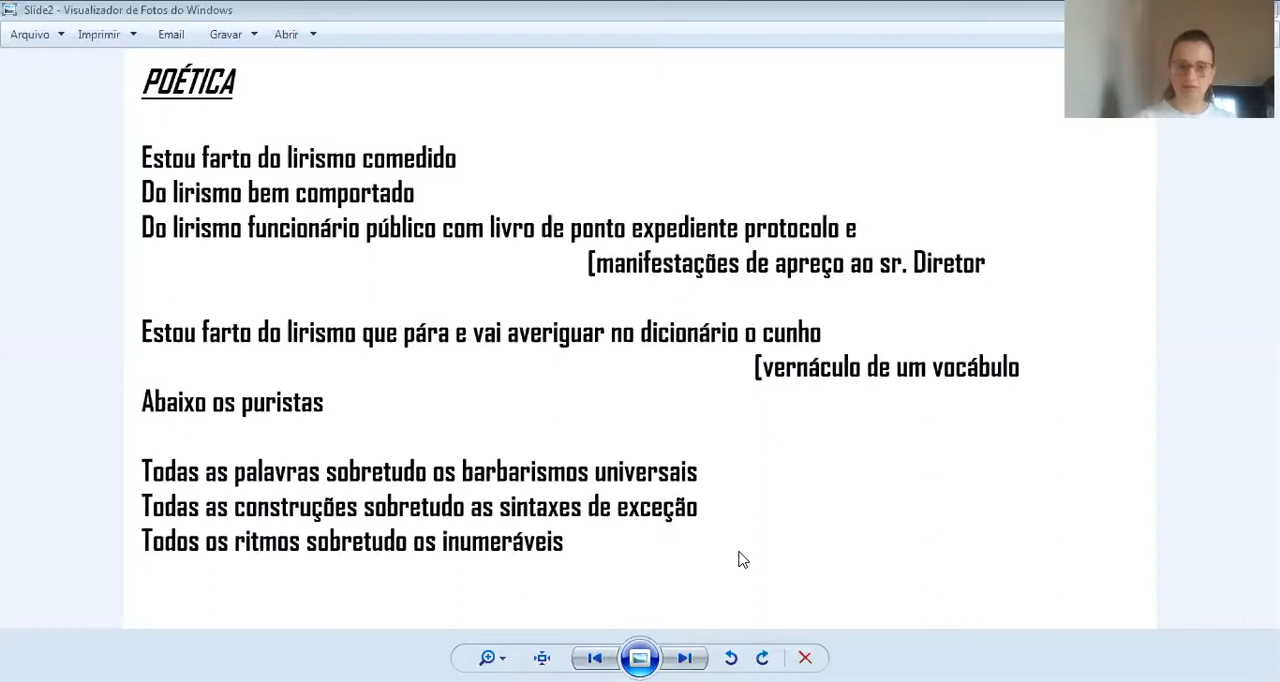 Slide2 - Visualizador de Fotos do Windows
Arquivo Imprimir Email Gravar Abrir
POÉTICA
Estou farto do lirismo comedido
Do lirismo bem comportado
Do lirismo funcionário público com livro de ponto expediente protocolo e
[manifestações de apreço ao sr. Diretor
Estou farto do lirismo que pára e vai averiguar no dicionário o cunho
[vernáculo de um vocábulo
Abaixo os puristas
Todas as palavras sobretudo os barbarismos universais
Todas as construções sobretudo as sintaxes de exceção
Todos os ritmos sobretudo os inumeráveis